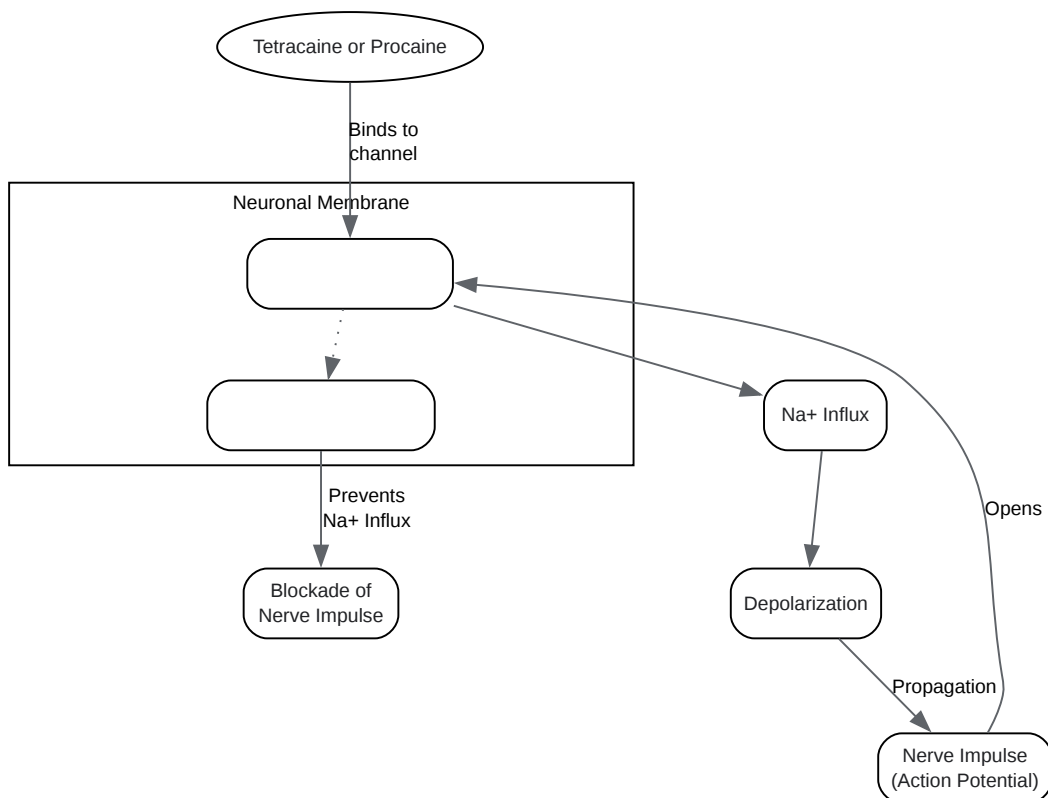 Tetracaine or Procaine
Binds to
channel
Neuronal Membrane
Na+ Influx
Prevents
Na+ Influx
Opens
Blockade of
Nerve Impulse
Depolarization
Propagation
Nerve Impulse
(Action Potential)